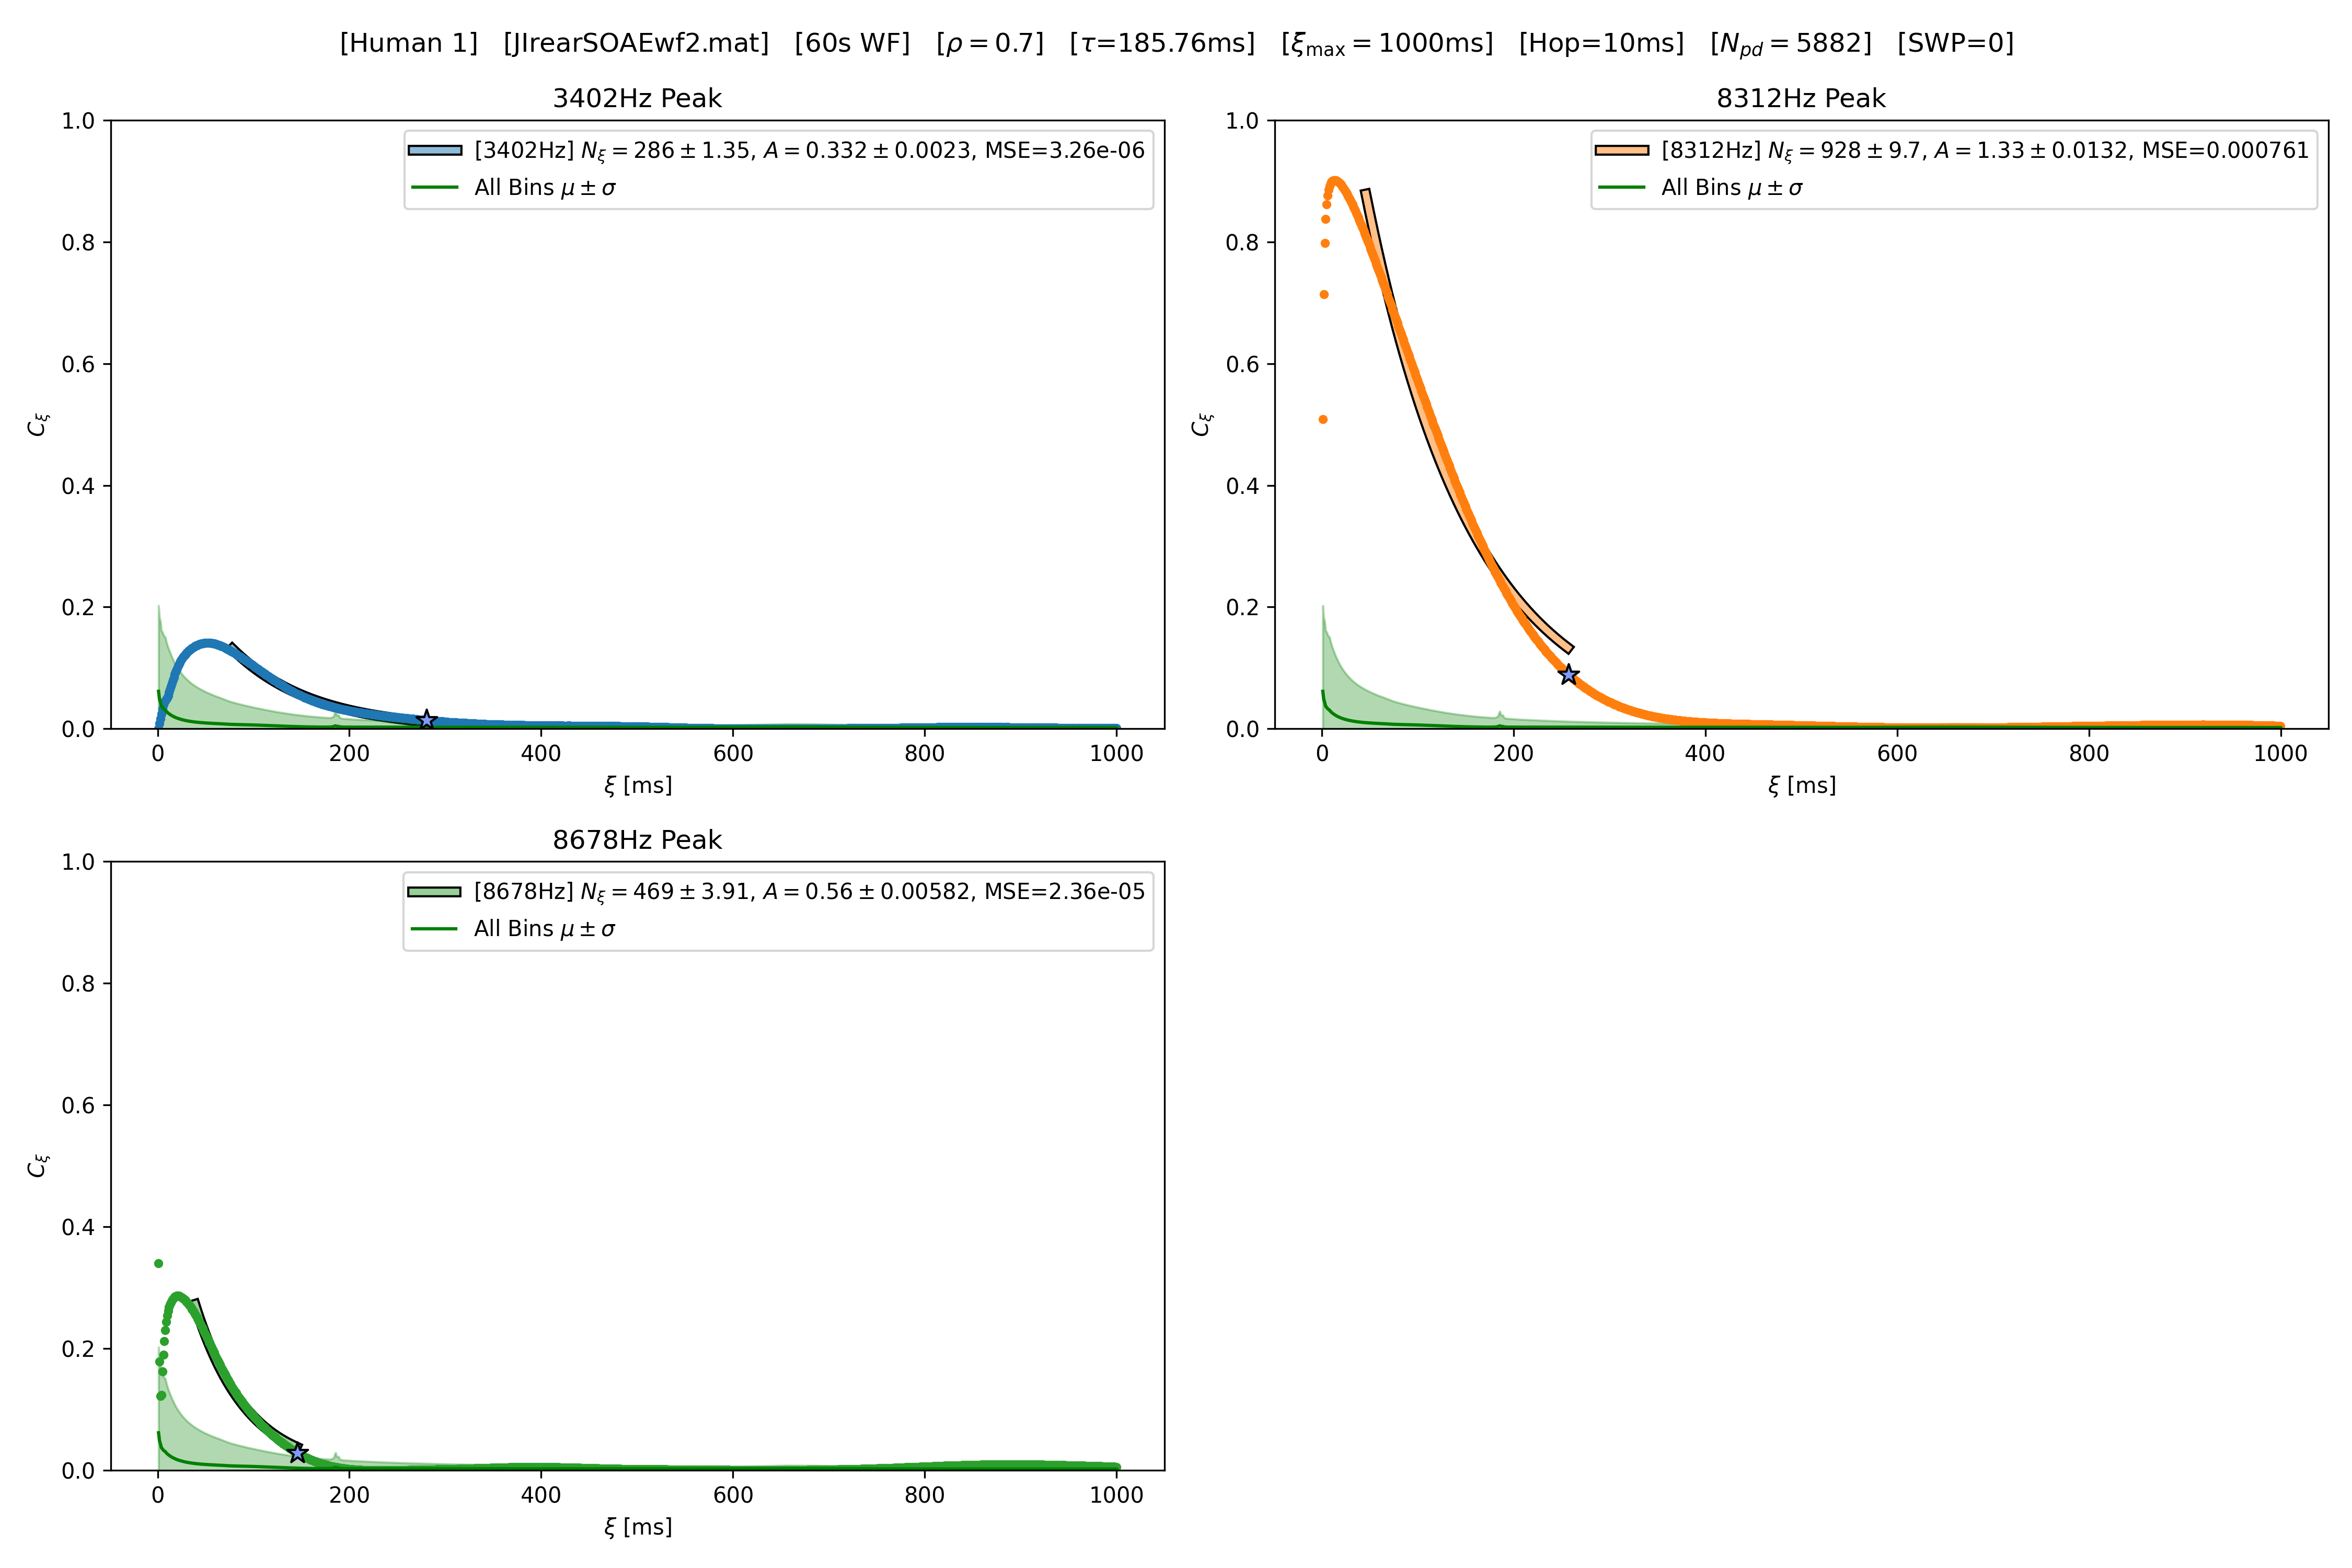 [Human 1] [JIrearSOAEwf2.mat] [60s WF] [ρ = 0.7] [τ=185.76ms] [ξmax = 1000ms] [Hop=10ms] [Npd = 5882] [SWP=0]
3402Hz Peak
[3402Hz] Nξ = 286 ± 1.35, A = 0.332 ± 0.0023, MSE=3.26e-06
All Bins μ ± σ
1.0
0.8
0.6
0.4
0.2
0.0
Cξ
0 200 400 600 800 1000
ξ [ms]
8312Hz Peak
[8312Hz] Nξ = 928 ± 9.7, A = 1.33 ± 0.0132, MSE=0.000761
All Bins μ ± σ
1.0
0.8
0.6
0.4
0.2
0.0
Cξ
0 200 400 600 800 1000
ξ [ms]
8678Hz Peak
[8678Hz] Nξ = 469 ± 3.91, A = 0.56 ± 0.00582, MSE=2.36e-05
All Bins μ ± σ
1.0
0.8
0.6
0.4
0.2
0.0
Cξ
0 200 400 600 800 1000
ξ [ms]